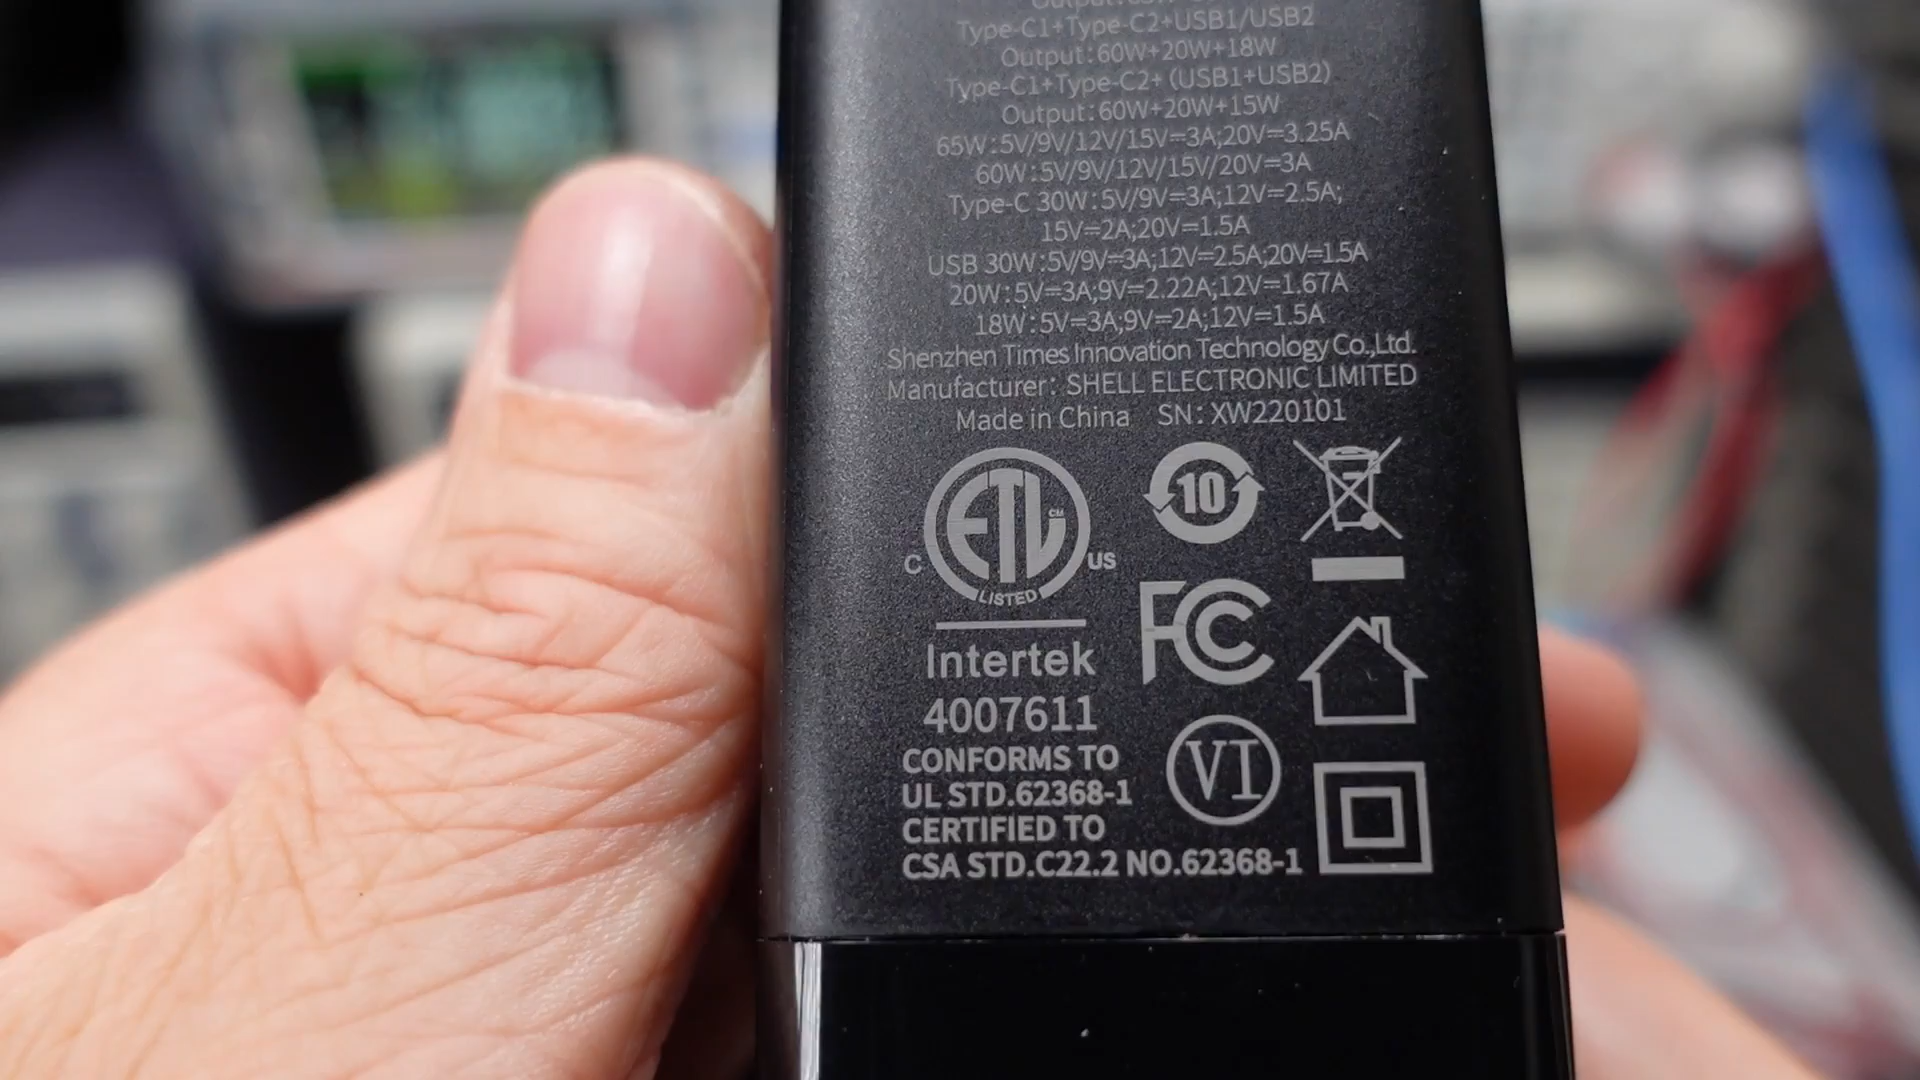 Type-C1+Type-C2+USB1/USB2
Output:60W+20W+18W
Type-C1+Type-C2+ (USB1+USB2)
Output:60W+20W+15W
65W:5V/9V/12V/15V=3A;20V=3.25A
60W:5V/9V/12V/15V/20V=3A
Type-C 30W:5V/9V=3A;12V=2.5A;
15V=2A;20V=1.5A
USB 30W:5V/9V=3A;12V=2.5A;20V=1.5A
20W:5V=3A,9V=2.22A;12V=1.67A
18W:5V=3A;9V=2A;12V=1.5A
Shenzhen Times Innovation Technology Co.,Ltd.
Manufacturer: SHELL ELECTRONIC LIMITED
Made in China SN: XW220101
ETL CM
C US
LISTED
10
Intertek
4007611
FC
VI
CONFORMS TO
UL STD.62368-1
CERTIFIED TO
CSA STD.C22.2 NO.62368-1